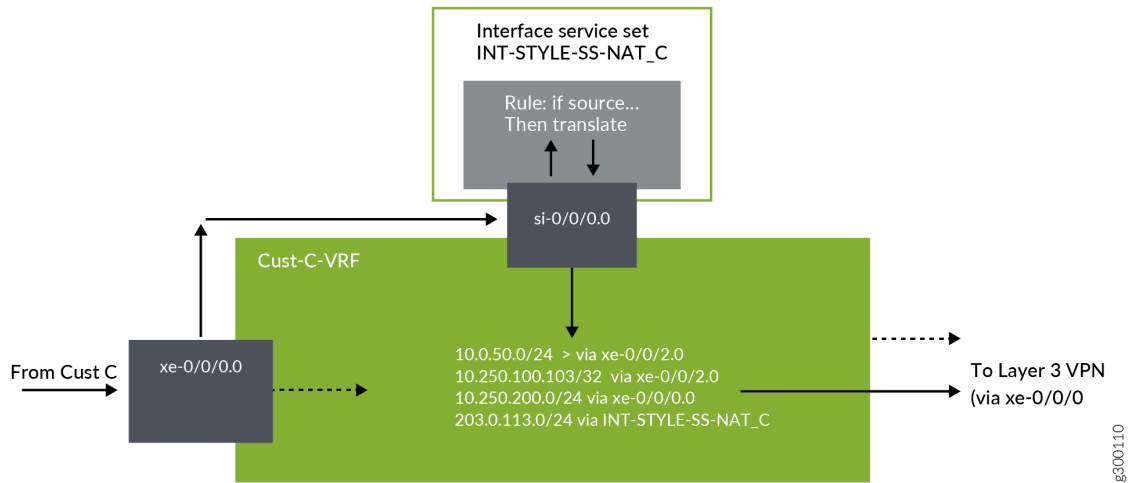 Interface service set
INT-STYLE-SS-NAT_C
Rule: if source...
Then translate
si-0/0/0.0
Cust-C-VRF
From Cust C
xe-0/0/0.0
10.0.50.0/24 > via xe-0/0/2.0
10.250.100.103/32 via xe-0/0/2.0
10.250.200.0/24 via xe-0/0/0.0
203.0.113.0/24 via INT-STYLE-SS-NAT_C
To Layer 3 VPN
(via xe-0/0/0
g300110